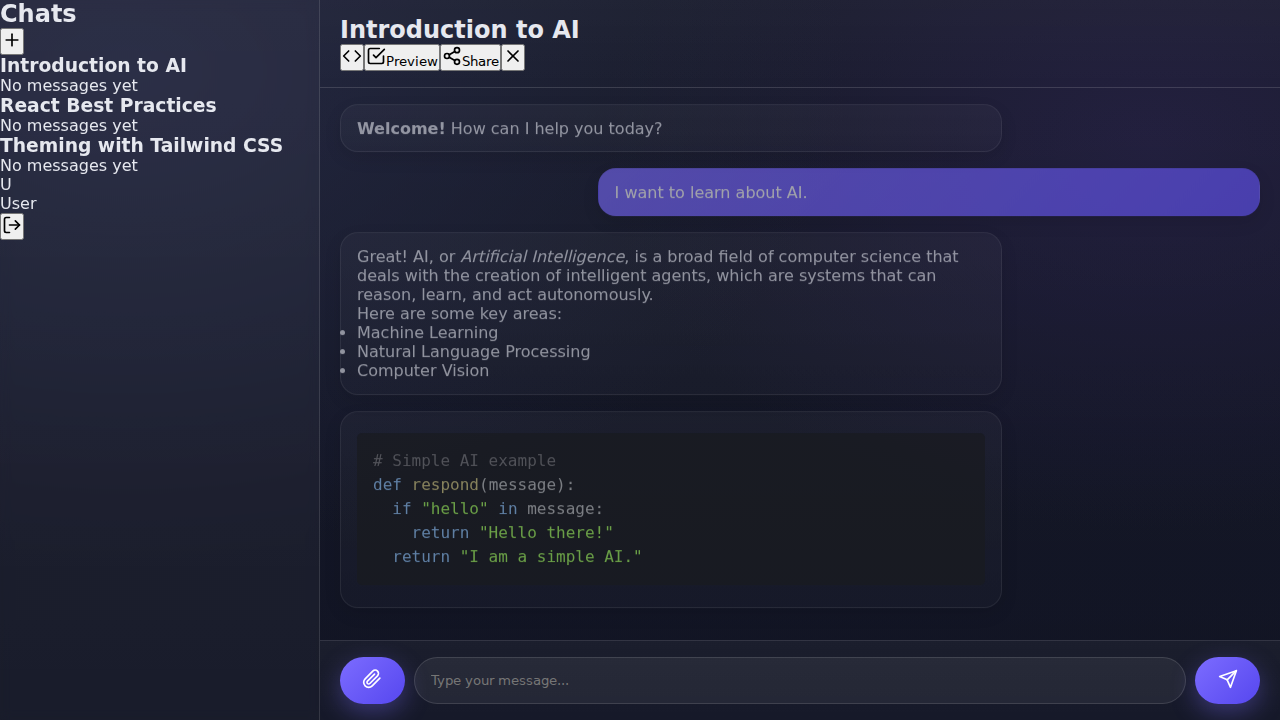 Chats
Introduction to AI
No messages yet
React Best Practices
No messages yet
Theming with Tailwind CSS
No messages yet
U
User
Introduction to AI
Preview Share
Welcome! How can I help you today?
I want to learn about AI.
Great! AI, or Artificial Intelligence, is a broad field of computer science that
deals with the creation of intelligent agents, which are systems that can
reason, learn, and act autonomously.
Here are some key areas:
• Machine Learning
• Natural Language Processing
• Computer Vision
# Simple AI example
def respond(message):
  if "hello" in message:
    return "Hello there!"
  return "I am a simple AI."
Type your message...